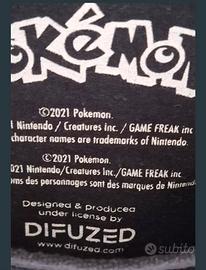 POKéMON
©2021 Pokemon.
Nintendo / Creatures inc. / GAME FREAK inc
character names are trademarks of Nintendo.
©2021 Pokemon.
Nintendo/Creatures inc. / GAME FREAK inc.
des personnages sont des marques de Nintendo
Designed & Produced
under license by
DIFUZED
www.difuzed.com
subito